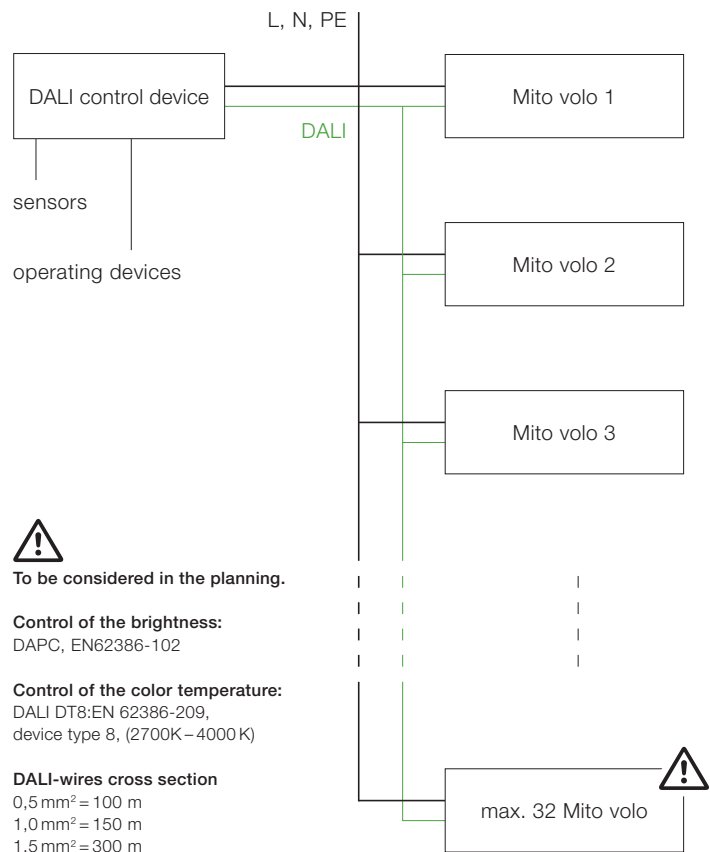 L, N, PE
DALI control device
Mito volo 1
DALI
sensors
operating devices
Mito volo 2
Mito volo 3
To be considered in the planning.
Control of the brightness:
DAPC, EN62386-102
Control of the color temperature:
DALI DT8:EN 62386-209,
device type 8, (2700K – 4000 K)
DALI-wires cross section
0,5 mm² = 100 m
1,0 mm² = 150 m
1,5 mm² = 300 m
max. 32 Mito volo